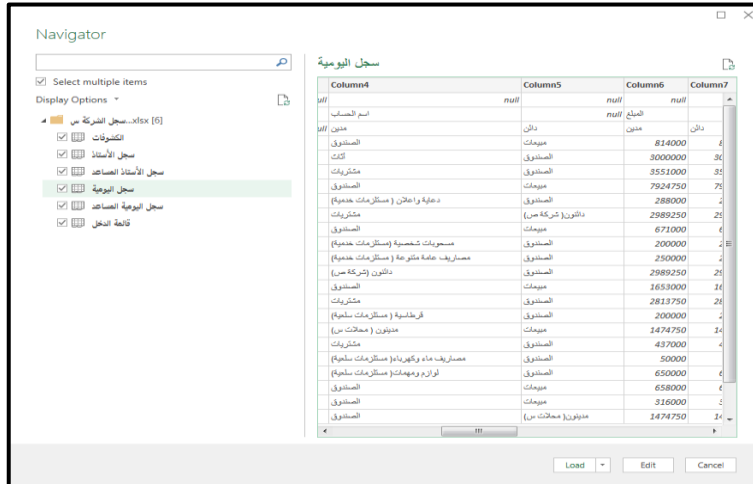 Navigator
Select multiple items
Display Options
سجل الشركة س...xlsx [6]
الكشوفات
سجل الأستاذ
سجل الأستاذ المساعد
سجل اليومية
سجل اليومية المساعد
قائمة الدخل
سجل اليومية
Column4 Column5 Column6 Column7
null null null
اسم الحساب null المبلغ
null مدين دائن مدين دائن
الصندوق مبيعات 814000
أثاث الصندوق 3000000
مشتريات الصندوق 3551000
الصندوق مبيعات 7924750
دعاية واعلان ( مستلزمات خدمية) الصندوق 288000
مشتريات دائنون( شركة ص) 2989250
الصندوق مبيعات 671000
مسحوبات شخصية (مستلزمات خدمية) الصندوق 200000
مصاريف عامة متنوعة ( مستلزمات خدمية) الصندوق 250000
دائنون (شركة ص) الصندوق 2989250
الصندوق مبيعات 1653000
مشتريات الصندوق 2813750
قرطاسية ( مستلزمات سلعية) الصندوق 200000
مدينون ( محلات س) مبيعات 1474750
مشتريات الصندوق 437000
مصاريف ماء وكهرباء( مستلزمات سلعية) الصندوق 50000
لوازم ومهمات( مستلزمات سلعية) الصندوق 650000
الصندوق مبيعات 658000
الصندوق مبيعات 316000
الصندوق مدينون( محلات س) 1474750
Load Edit Cancel